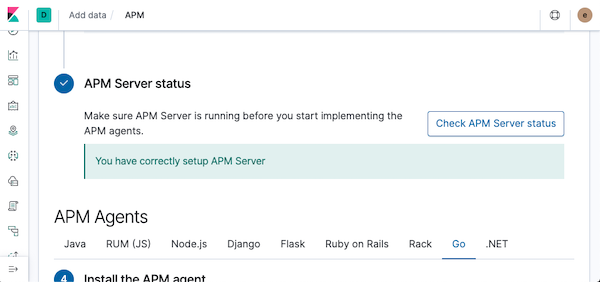 D Add data / APM e
APM Server status
Make sure APM Server is running before you start implementing the
APM agents.
Check APM Server status
You have correctly setup APM Server
APM Agents
Java RUM (JS) Node.js Django Flask Ruby on Rails Rack Go .NET
4 Install the APM agent